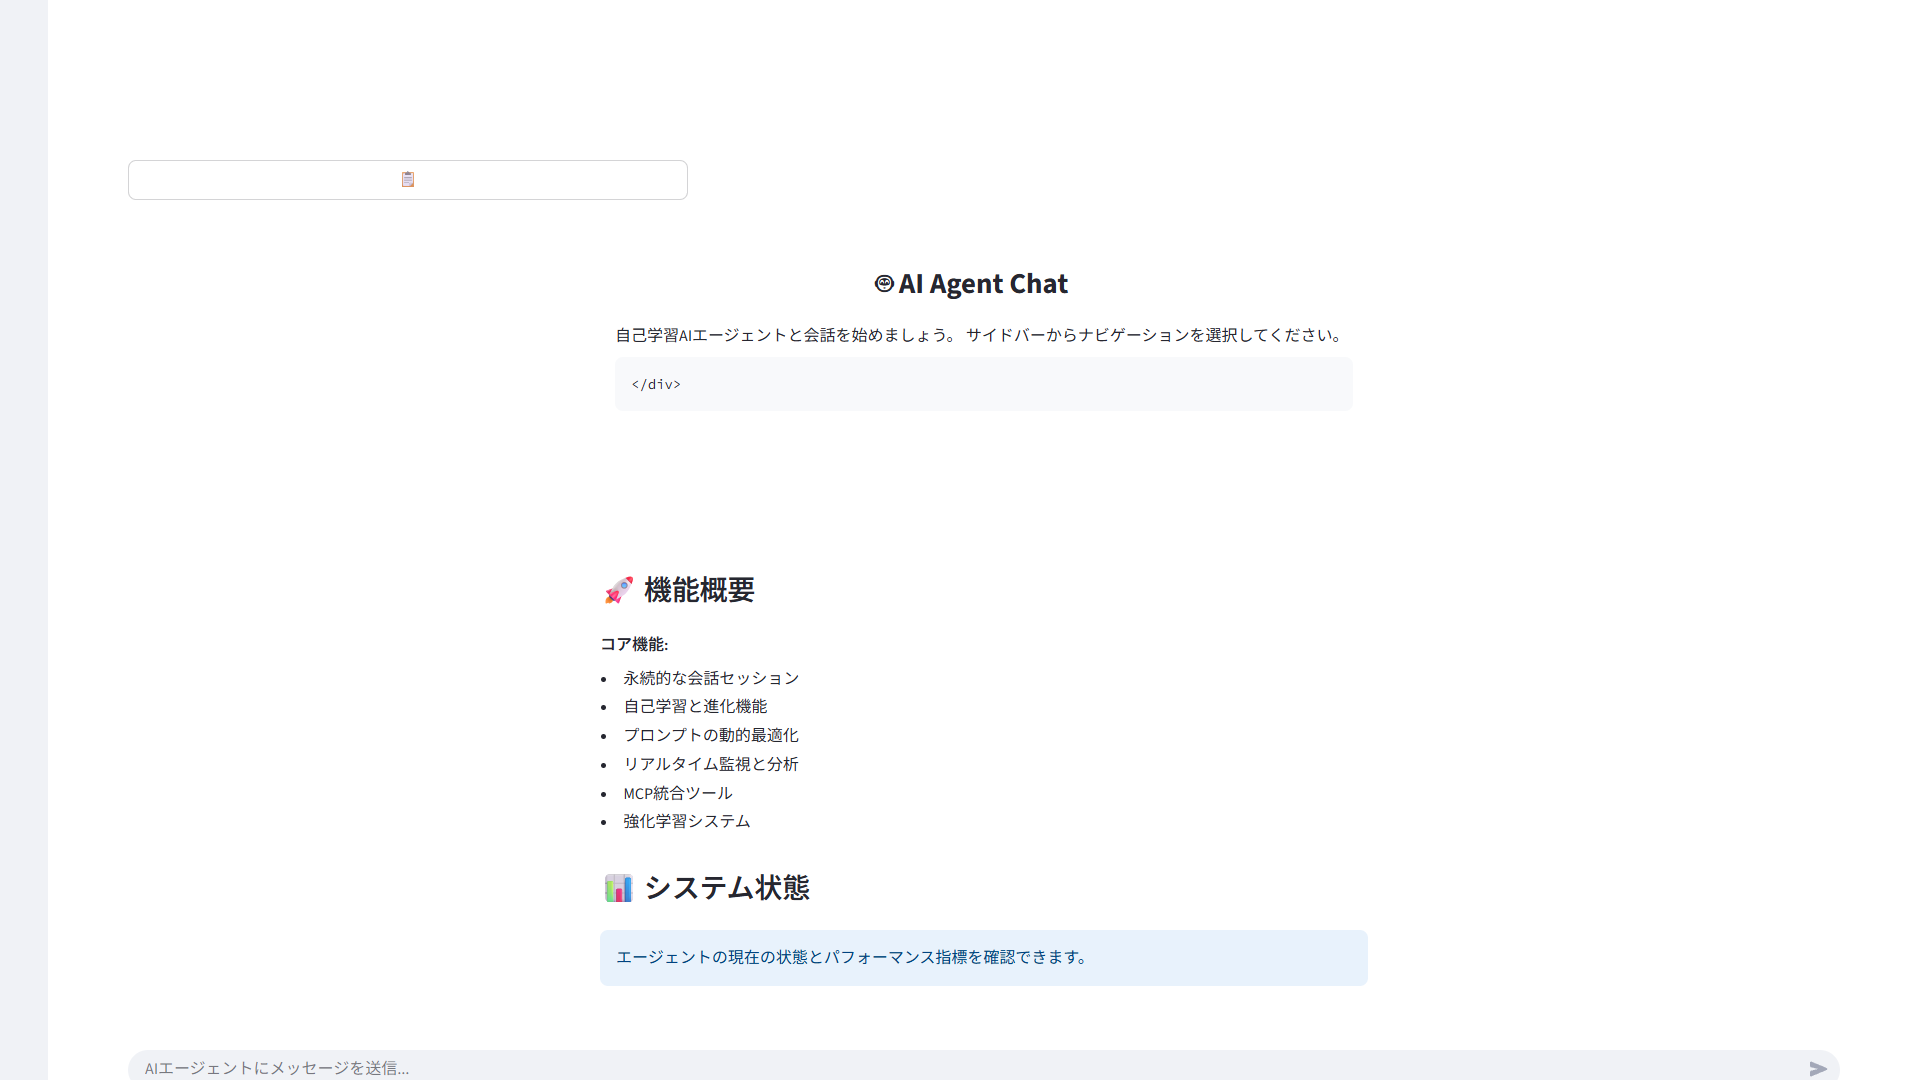 AI Agent Chat
自己学習AIエージェントと会話を始めましょう。 サイドバーからナビゲーションを選択してください。
</div>
🚀 機能概要
コア機能:
• 永続的な会話セッション
• 自己学習と進化機能
• プロンプトの動的最適化
• リアルタイム監視と分析
• MCP統合ツール
• 強化学習システム
📊 システム状態
エージェントの現在の状態とパフォーマンス指標を確認できます。
AIエージェントにメッセージを送信...